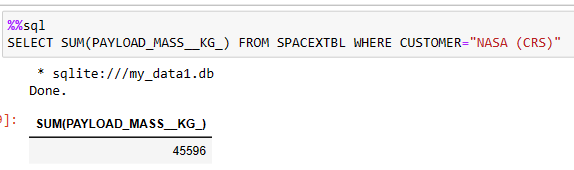 %%sql
SELECT SUM(PAYLOAD_MASS__KG_) FROM SPACEXTBL WHERE CUSTOMER="NASA (CRS)"
* sqlite:///my_data1.db
Done.
]:
SUM(PAYLOAD_MASS__KG_)
45596